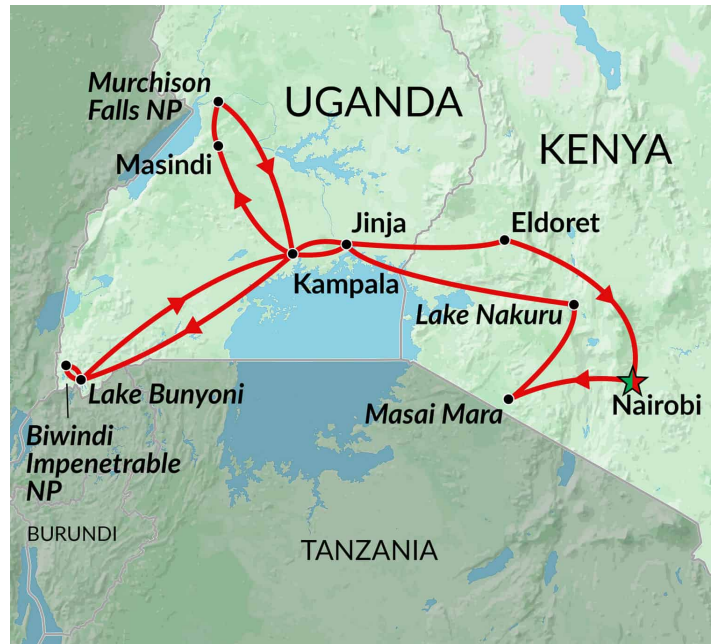 Murchison
Falls NP
UGANDA
KENYA
Masindi
Jinja
Eldoret
Kampala
Lake Nakuru
Lake Bunyoni
Masai Mara
Nairobi
Biwindi
Impenetrable
NP
BURUNDI
TANZANIA